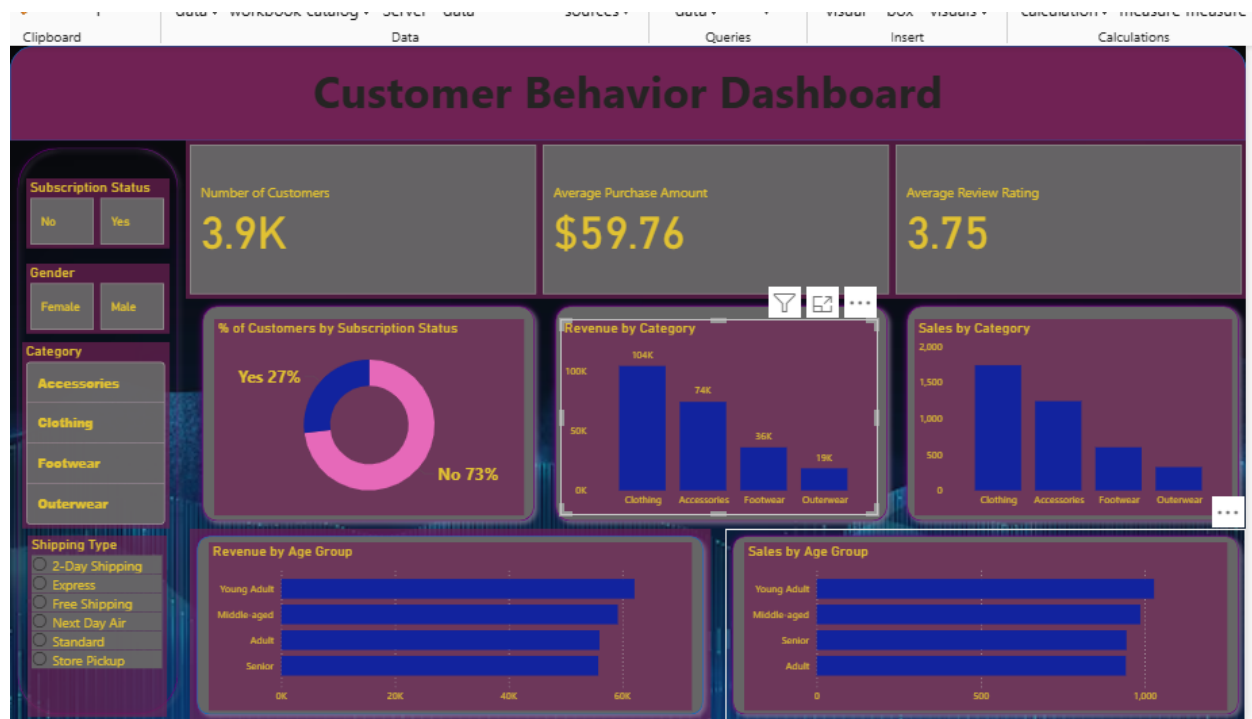 Clipboard
Data
Queries
Insert
Calculations
Customer Behavior Dashboard
Subscription Status
No Yes
Gender
Female Male
Category
Accessories
Clothing
Footwear
Outerwear
Shipping Type
2-Day Shipping
Express
Free Shipping
Next Day Air
Standard
Store Pickup
Number of Customers
3.9K
Average Purchase Amount
$59.76
Average Review Rating
3.75
% of Customers by Subscription Status
Yes 27%
No 73%
Revenue by Category
104K
100K
74K
50K
36K
19K
0K
Clothing Accessories Footwear Outerwear
Sales by Category
2,000
1,500
1,000
500
0
Clothing Accessories Footwear Outerwear
Revenue by Age Group
Young Adult
Middle-aged
Adult
Senior
0K 20K 40K 60K
Sales by Age Group
Young Adult
Middle-aged
Senior
Adult
0 500 1,000